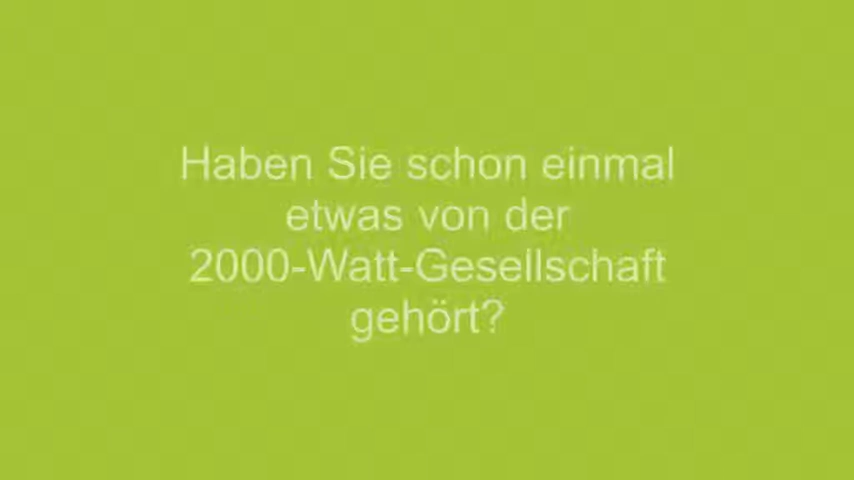 Haben Sie schon einmal
etwas von der
2000-Watt-Gesellschaft
gehört?